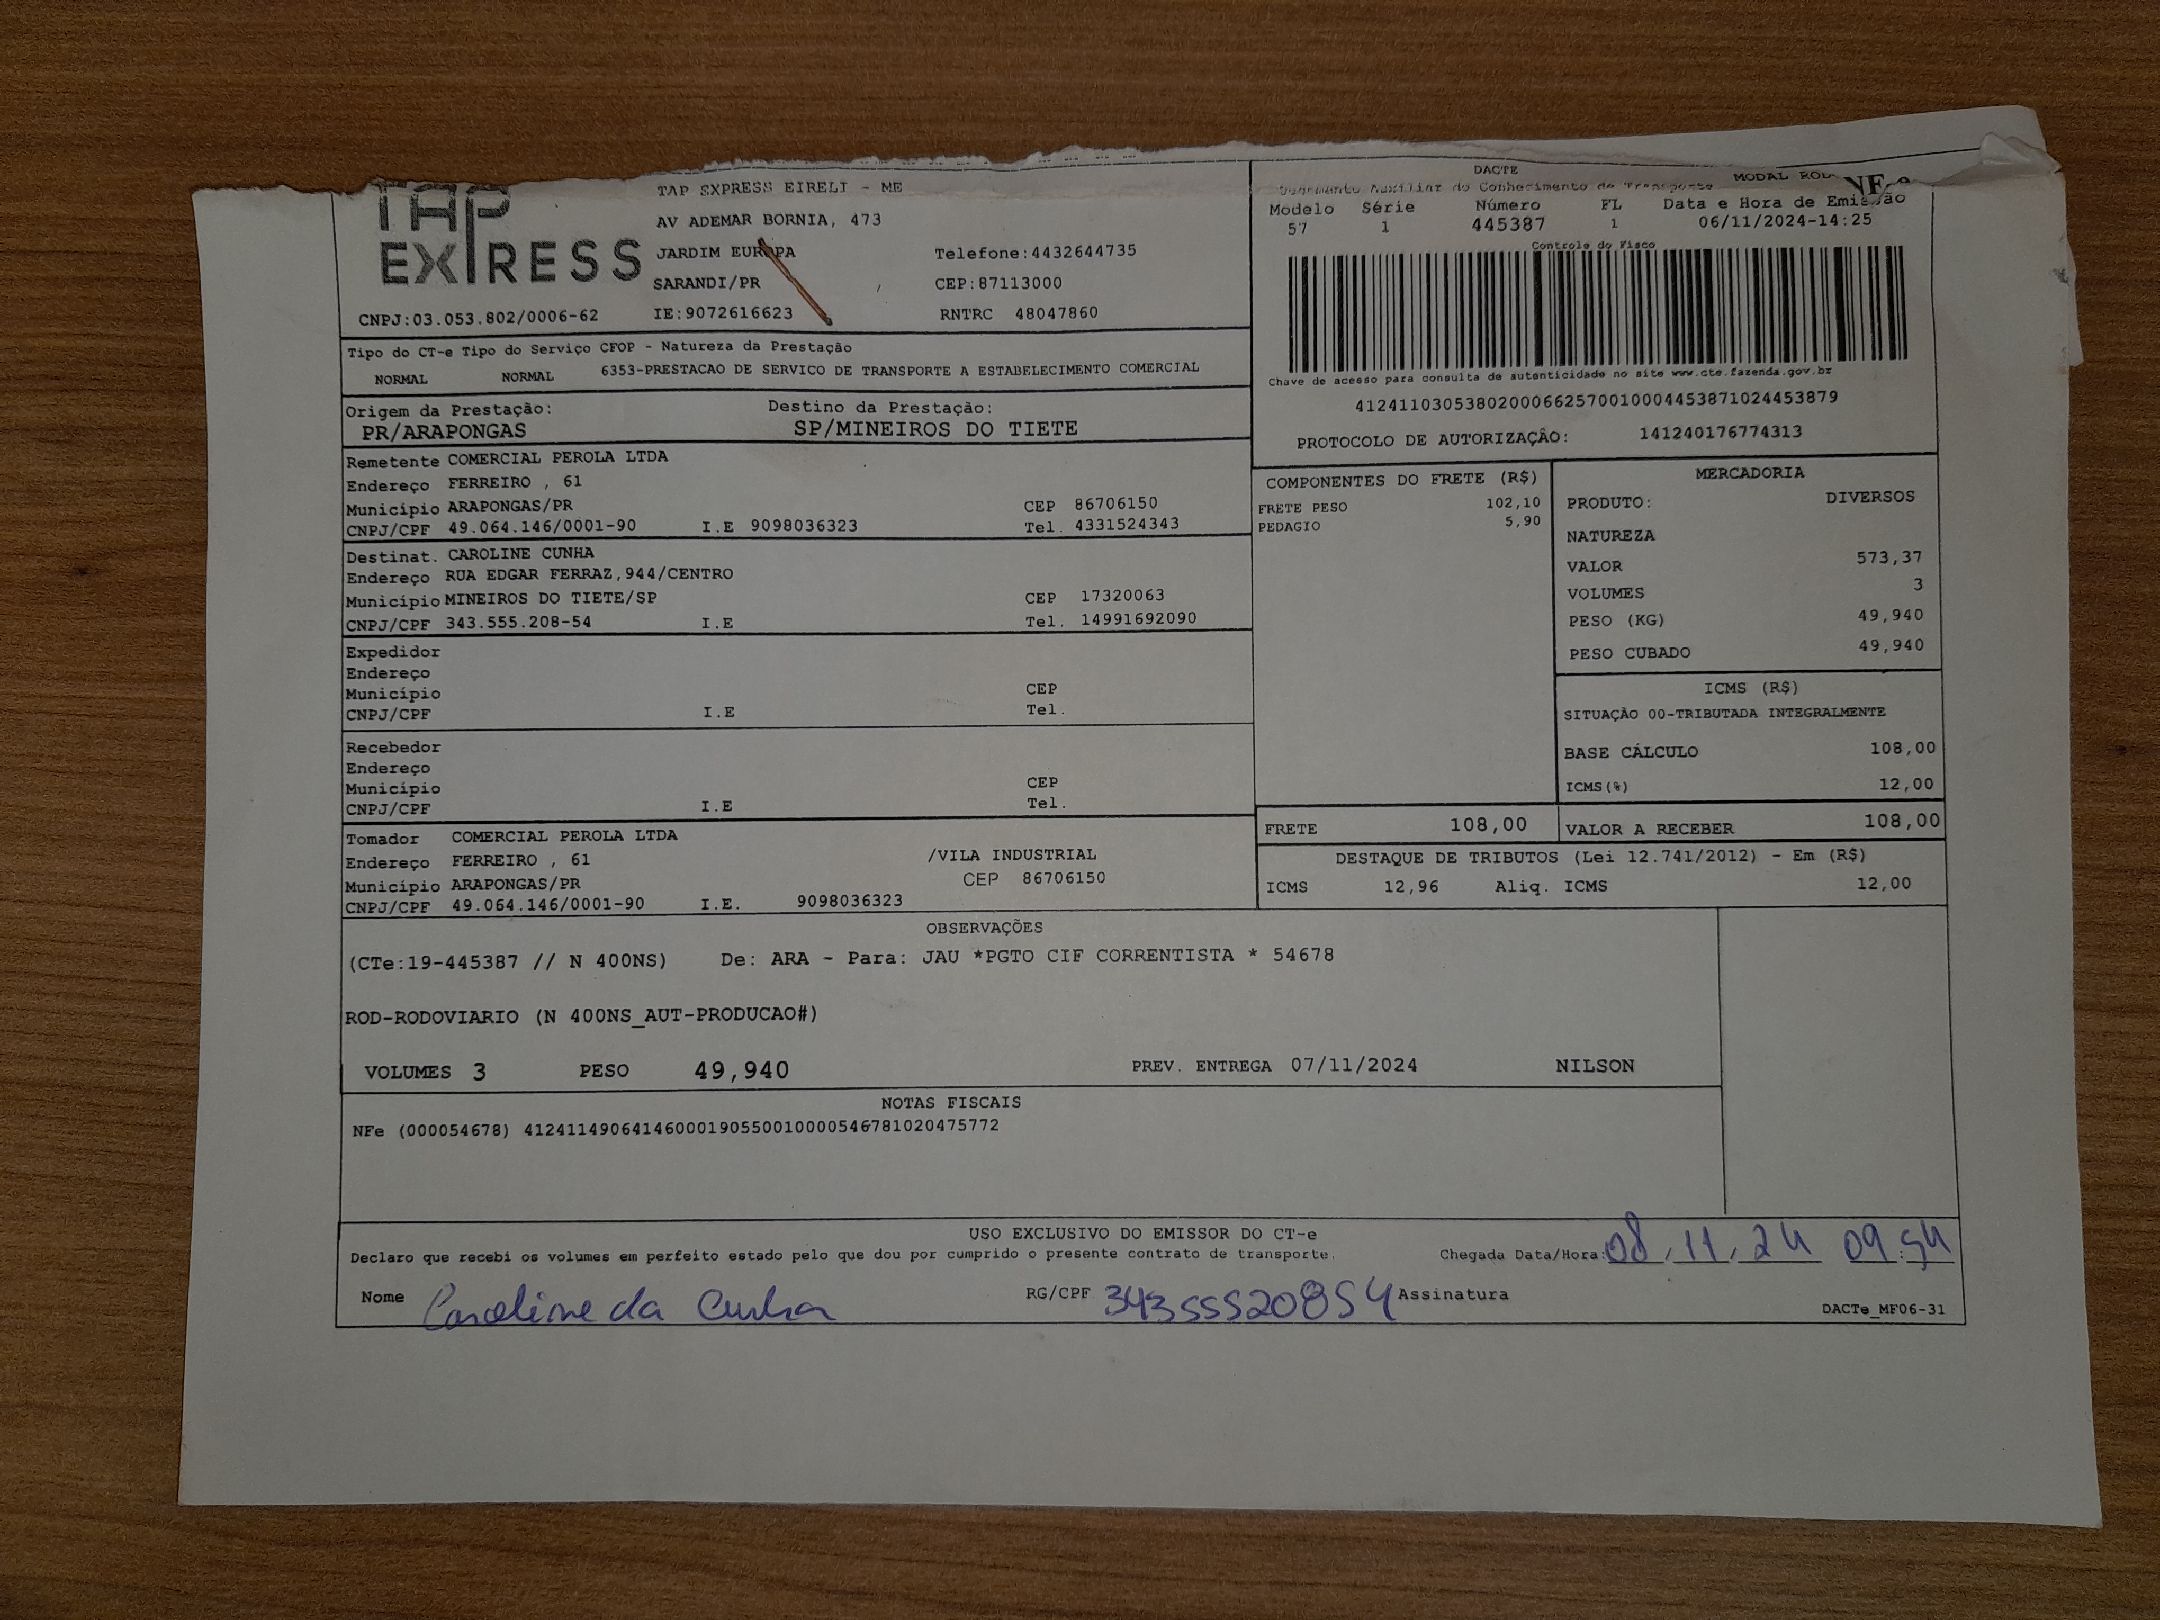 TAP EXPRESS
TAP EXPRESS EIRELI - ME
AV ADEMAR BORNIA, 473
JARDIM EUROPA Telefone:4432644735
SARANDI/PR CEP:87113000
CNPJ:03.053.802/0006-62 IE:9072616623 RNTRC 48047860
DACTE
Documento Auxiliar do Conhecimento de Transporte MODAL
Modelo Série Número FL Data e Hora de Emissão
57 1 445387 1 06/11/2024-14:25
Controle do Fisco
Chave de acesso para consulta de autenticidade no site www.cte.fazenda.gov.br
41241103053802000662570010004453871024453879
PROTOCOLO DE AUTORIZAÇÃO: 141240176774313
Tipo do CT-e Tipo do Serviço CFOP - Natureza da Prestação
NORMAL NORMAL 6353-PRESTACAO DE SERVICO DE TRANSPORTE A ESTABELECIMENTO COMERCIAL
Origem da Prestação: Destino da Prestação:
PR/ARAPONGAS SP/MINEIROS DO TIETE
Remetente COMERCIAL PEROLA LTDA
Endereço FERREIRO , 61
Município ARAPONGAS/PR CEP 86706150
CNPJ/CPF 49.064.146/0001-90 I.E 9098036323 Tel. 4331524343
Destinat. CAROLINE CUNHA
Endereço RUA EDGAR FERRAZ,944/CENTRO
Município MINEIROS DO TIETE/SP CEP 17320063
CNPJ/CPF 343.555.208-54 I.E Tel. 14991692090
Expedidor
Endereço
Município CEP
CNPJ/CPF I.E Tel.
Recebedor
Endereço
Município CEP
CNPJ/CPF I.E Tel.
Tomador COMERCIAL PEROLA LTDA
Endereço FERREIRO , 61 /VILA INDUSTRIAL
Município ARAPONGAS/PR CEP 86706150
CNPJ/CPF 49.064.146/0001-90 I.E. 9098036323
COMPONENTES DO FRETE (R$)
FRETE PESO 102,10
PEDAGIO 5,90
MERCADORIA
PRODUTO: DIVERSOS
NATUREZA
VALOR 573,37
VOLUMES 3
PESO (KG) 49,940
PESO CUBADO 49,940
ICMS (R$)
SITUAÇÃO 00-TRIBUTADA INTEGRALMENTE
BASE CÁLCULO 108,00
ICMS(%) 12,00
FRETE 108,00 VALOR A RECEBER 108,00
DESTAQUE DE TRIBUTOS (Lei 12.741/2012) - Em (R$)
ICMS 12,96 Aliq. ICMS 12,00
OBSERVAÇÕES
(CTe:19-445387 // N 400NS) De: ARA - Para: JAU *PGTO CIF CORRENTISTA * 54678
ROD-RODOVIARIO (N 400NS_AUT-PRODUCAO#)
VOLUMES 3 PESO 49,940 PREV. ENTREGA 07/11/2024 NILSON
NOTAS FISCAIS
NFe (000054678) 41241149064146000190550010000546781020475772
USO EXCLUSIVO DO EMISSOR DO CT-e
Declaro que recebi os volumes em perfeito estado pelo que dou por cumprido o presente contrato de transporte. Chegada Data/Hora: 08/11/24 09:54
Nome Caroline da Cunha RG/CPF 34355520854 Assinatura
DACTe_MF06-31